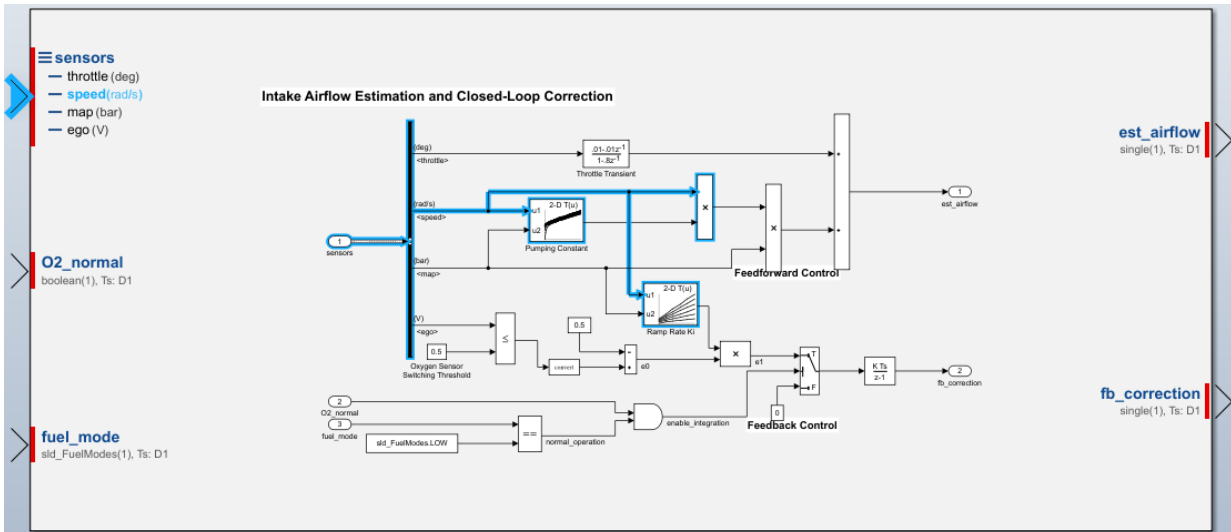 sensors
throttle (deg)
speed(rad/s)
map (bar)
ego (V)
O2_normal
boolean(1), Ts: D1
fuel_mode
sld_FuelModes(1), Ts: D1
Intake Airflow Estimation and Closed-Loop Correction
(deg)
<throttle>
.01-.01z-1
1-.8z-1
Throttle Transient
(rad/s)
<speed>
2-D T(u)
u1
u2
Pumping Constant
×
×
1
sensors
(bar)
<map>
Feedforward Control
2-D T(u)
u1
u2
Ramp Rate Ki
(V)
<ego>
≤
0.5
Oxygen Sensor
Switching Threshold
0.5
convert
-
+
e0
×
e1
T
F
0
K Ts
z-1
2
O2_normal
3
fuel_mode
sld_FuelModes.LOW
==
normal_operation
enable_integration
Feedback Control
+
+
1
est_airflow
2
fb_correction
est_airflow
single(1), Ts: D1
fb_correction
single(1), Ts: D1